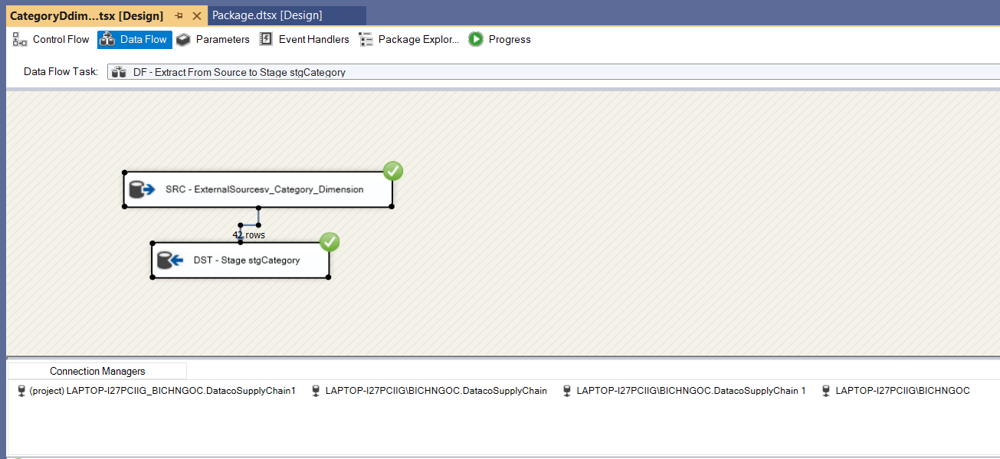 CategoryDdim...tsx [Design] Package.dtsx [Design]
Control Flow Data Flow Parameters Event Handlers Package Explor... Progress
Data Flow Task: DF - Extract From Source to Stage stgCategory
SRC - ExternalSourcesv_Category_Dimension
42 rows
DST - Stage stgCategory
Connection Managers
(project) LAPTOP-I27PCIIG_BICHNGOC.DatacoSupplyChain1 LAPTOP-I27PCIIG\BICHNGOC.DatacoSupplyChain LAPTOP-I27PCIIG\BICHNGOC.DatacoSupplyChain 1 LAPTOP-I27PCIIG\BICHNGOC